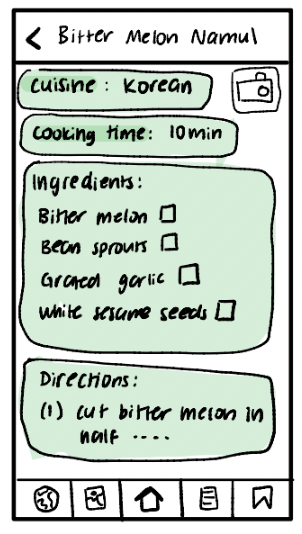 Bitter Melon Namul
Cuisine: Korean
Cooking time: 10min
Ingredients:
Bitter melon
Bean sprouts
Grated garlic
white sesame seeds
Directions:
(1) cut bitter melon in
half ....